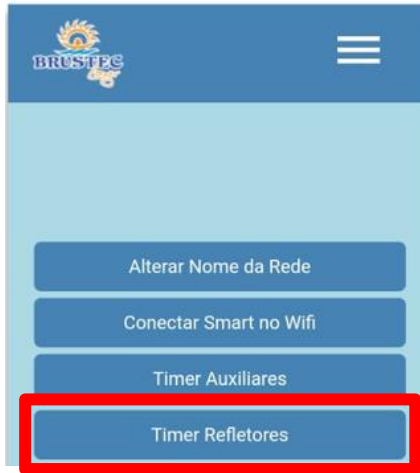 BRUSTEC
Alterar Nome da Rede
Conectar Smart no Wifi
Timer Auxiliares
Timer Refletores